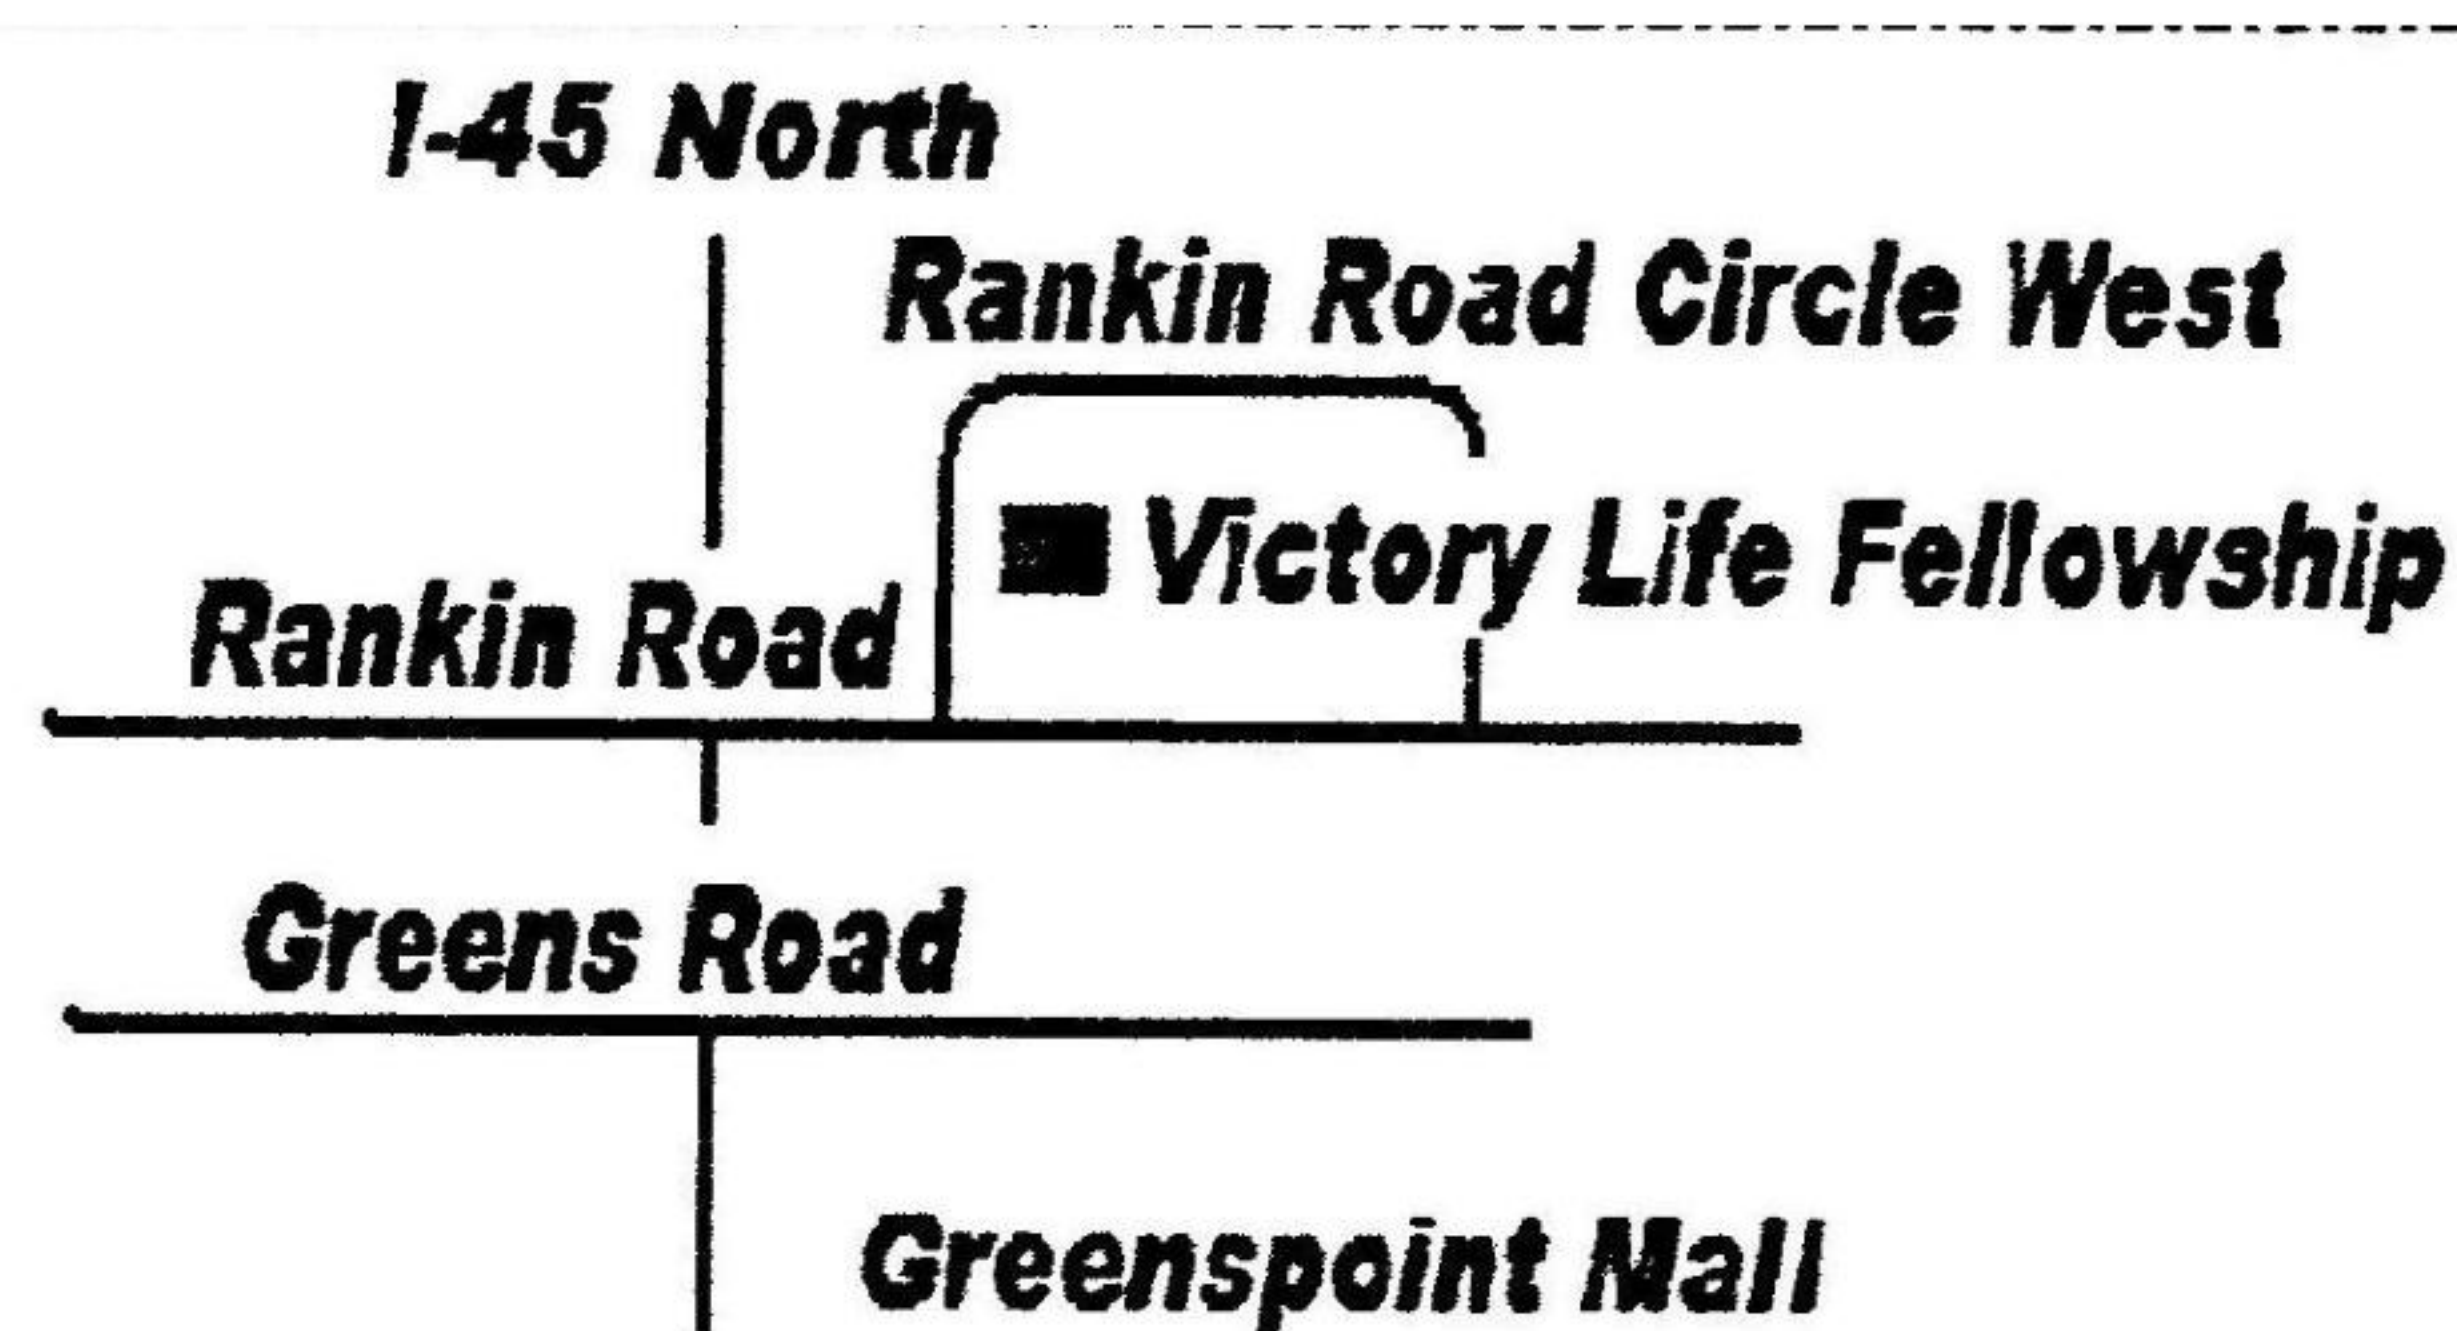 I-45 North
Rankin Road Circle West
Victory Life Fellowship
Rankin Road
Greens Road
Greenspoint Mall